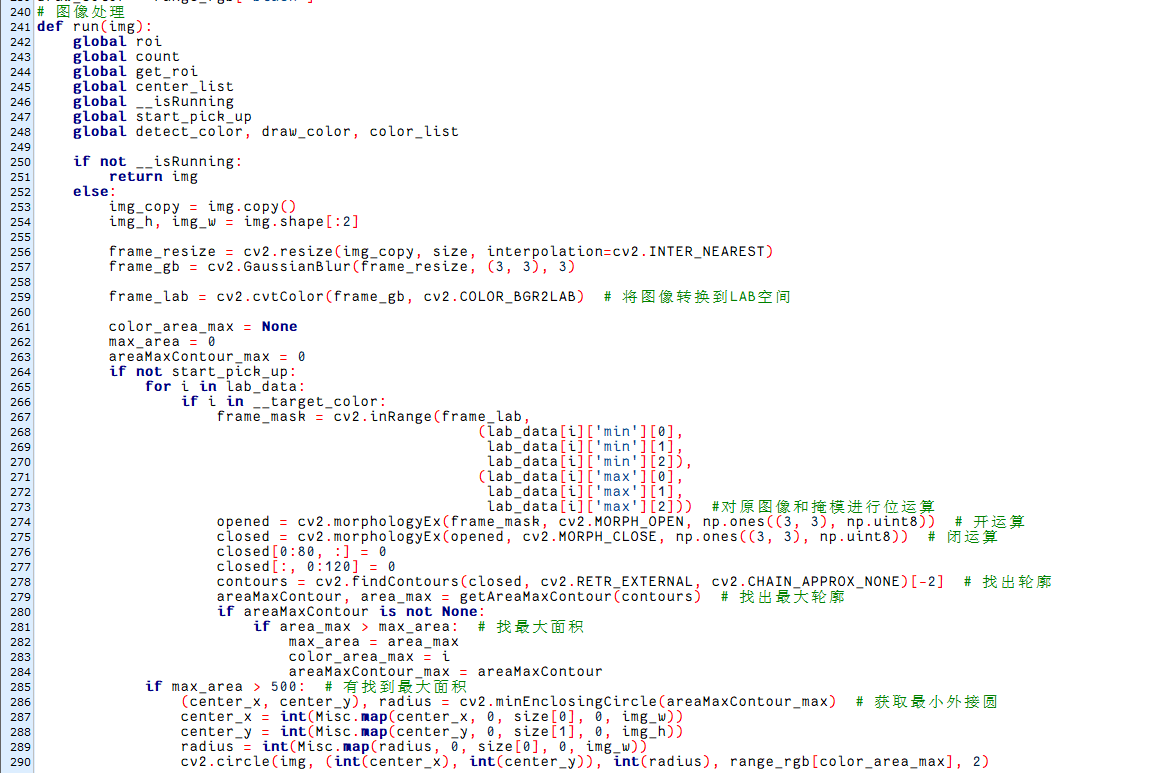 240 # 图像处理
241 def run(img):
242     global roi
243     global count
244     global get_roi
245     global center_list
246     global __isRunning
247     global start_pick_up
248     global detect_color, draw_color, color_list
249
250     if not __isRunning:
251         return img
252     else:
253         img_copy = img.copy()
254         img_h, img_w = img.shape[:2]
255
256         frame_resize = cv2.resize(img_copy, size, interpolation=cv2.INTER_NEAREST)
257         frame_gb = cv2.GaussianBlur(frame_resize, (3, 3), 3)
258
259         frame_lab = cv2.cvtColor(frame_gb, cv2.COLOR_BGR2LAB)  # 将图像转换到LAB空间
260
261         color_area_max = None
262         max_area = 0
263         areaMaxContour_max = 0
264         if not start_pick_up:
265             for i in lab_data:
266                 if i in __target_color:
267                     frame_mask = cv2.inRange(frame_lab,
268                                                  (lab_data[i]['min'][0],
269                                                   lab_data[i]['min'][1],
270                                                   lab_data[i]['min'][2]),
271                                                  (lab_data[i]['max'][0],
272                                                   lab_data[i]['max'][1],
273                                                   lab_data[i]['max'][2]))  #对原图像和掩模进行位运算
274                     opened = cv2.morphologyEx(frame_mask, cv2.MORPH_OPEN, np.ones((3, 3), np.uint8))  # 开运算
275                     closed = cv2.morphologyEx(opened, cv2.MORPH_CLOSE, np.ones((3, 3), np.uint8))  # 闭运算
276                     closed[0:80, :] = 0
277                     closed[:, 0:120] = 0
278                     contours = cv2.findContours(closed, cv2.RETR_EXTERNAL, cv2.CHAIN_APPROX_NONE)[-2]  # 找出轮廓
279                     areaMaxContour, area_max = getAreaMaxContour(contours)  # 找出最大轮廓
280                     if areaMaxContour is not None:
281                         if area_max > max_area:  # 找最大面积
282                             max_area = area_max
283                             color_area_max = i
284                             areaMaxContour_max = areaMaxContour
285             if max_area > 500:  # 有找到最大面积
286                 (center_x, center_y), radius = cv2.minEnclosingCircle(areaMaxContour_max)  # 获取最小外接圆
287                 center_x = int(Misc.map(center_x, 0, size[0], 0, img_w))
288                 center_y = int(Misc.map(center_y, 0, size[1], 0, img_h))
289                 radius = int(Misc.map(radius, 0, size[0], 0, img_w))
290                 cv2.circle(img, (int(center_x), int(center_y)), int(radius), range_rgb[color_area_max], 2)